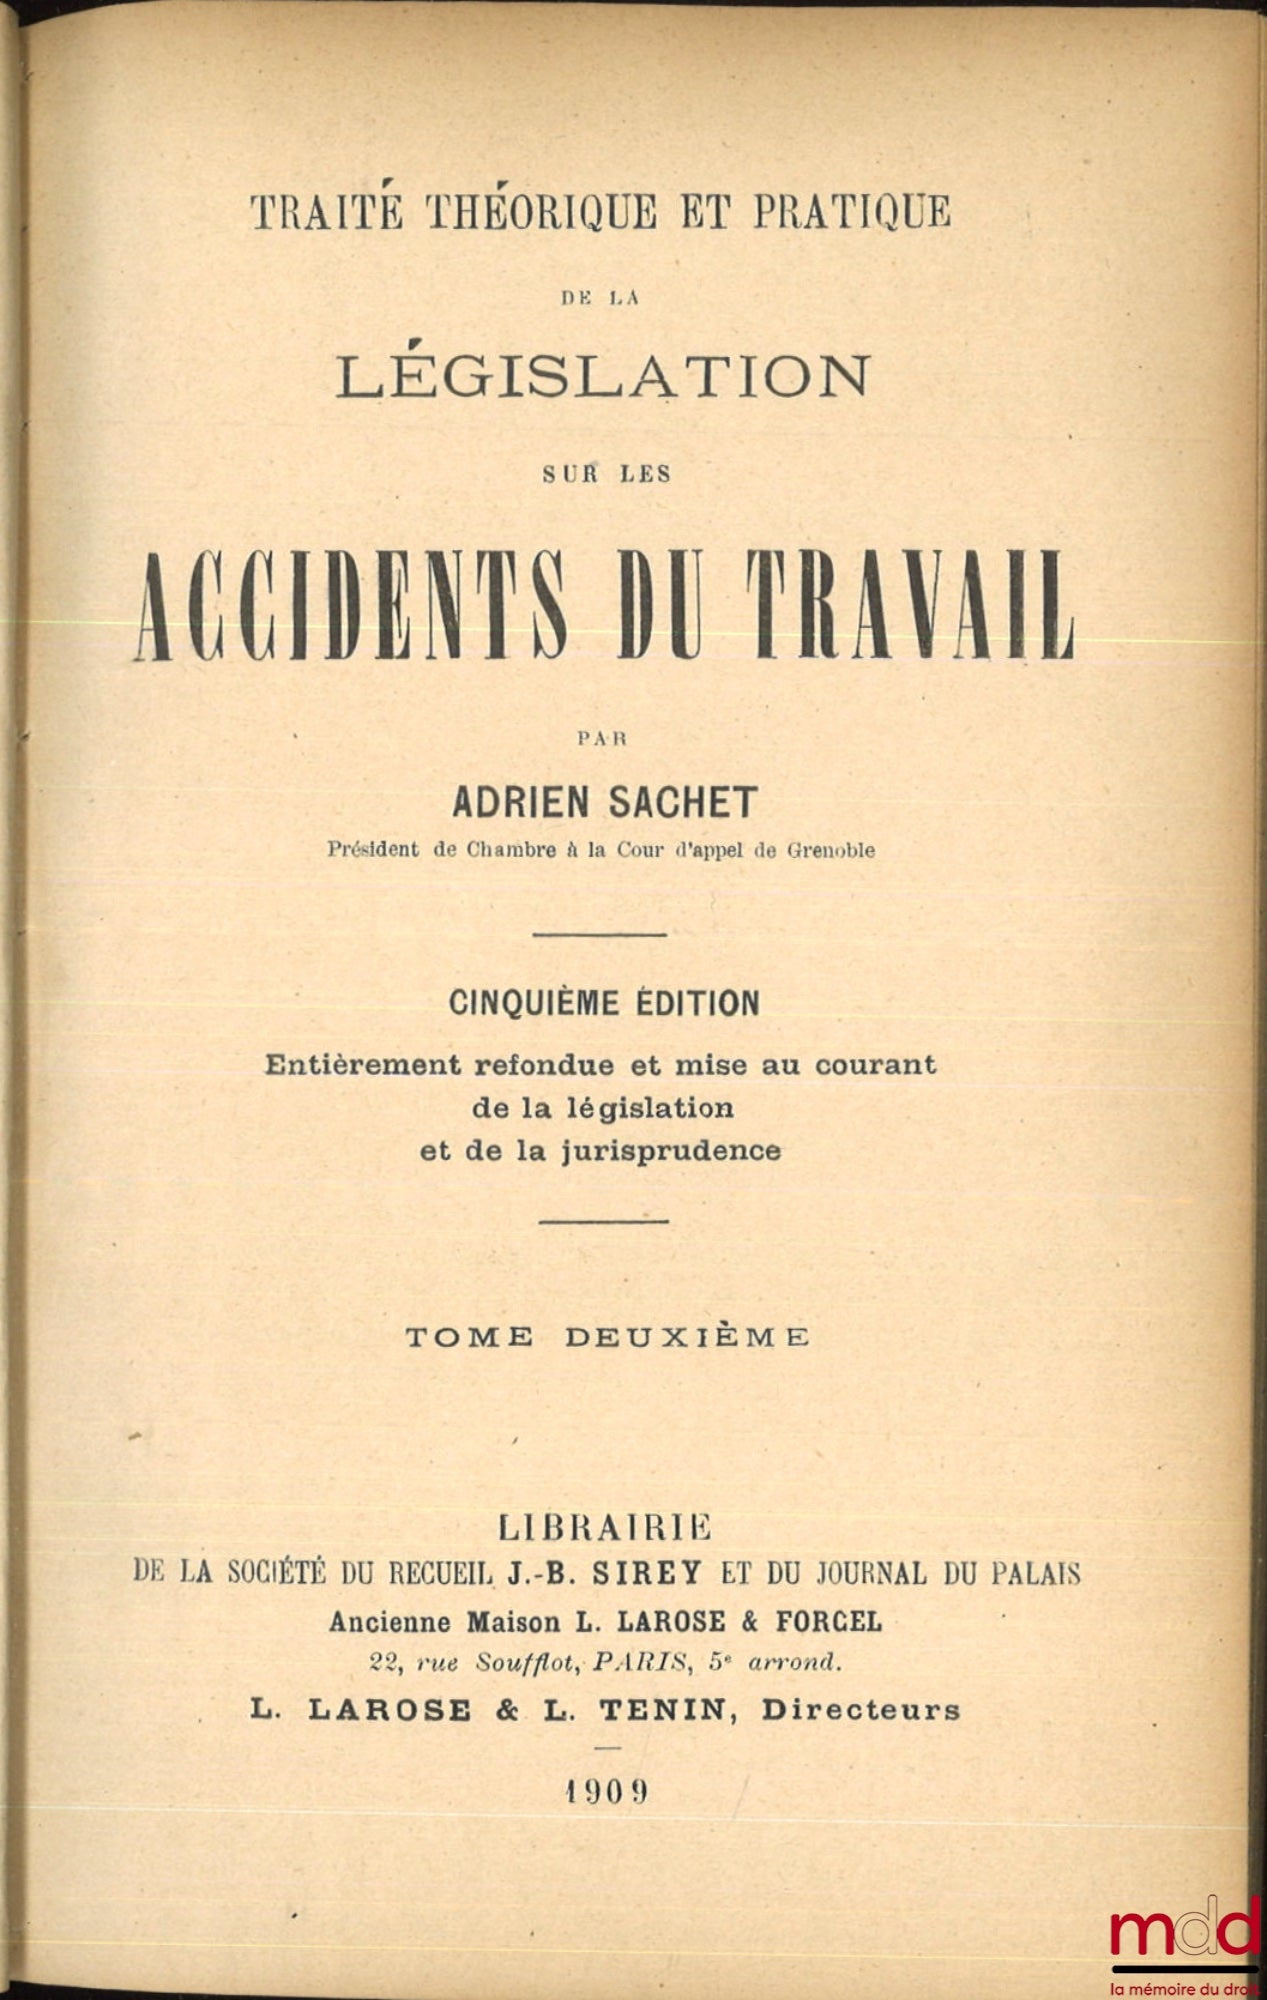 TRAITÉ THÉORIQUE ET PRATIQUE
DE LA
LÉGISLATION
SUR LES
ACCIDENTS DU TRAVAIL
PAR
ADRIEN SACHET
Président de Chambre à la Cour d'appel de Grenoble
CINQUIÈME ÉDITION
Entièrement refondue et mise au courant
de la législation
et de la jurisprudence
TOME DEUXIÈME
LIBRAIRIE
DE LA SOCIÉTÉ DU RECUEIL J.-B. SIREY ET DU JOURNAL DU PALAIS
Ancienne Maison L. LAROSE & FORCEL
22, rue Soufflot, PARIS, 5e arrond.
L. LAROSE & L. TENIN, Directeurs
1909
mdd
la mémoire du droit